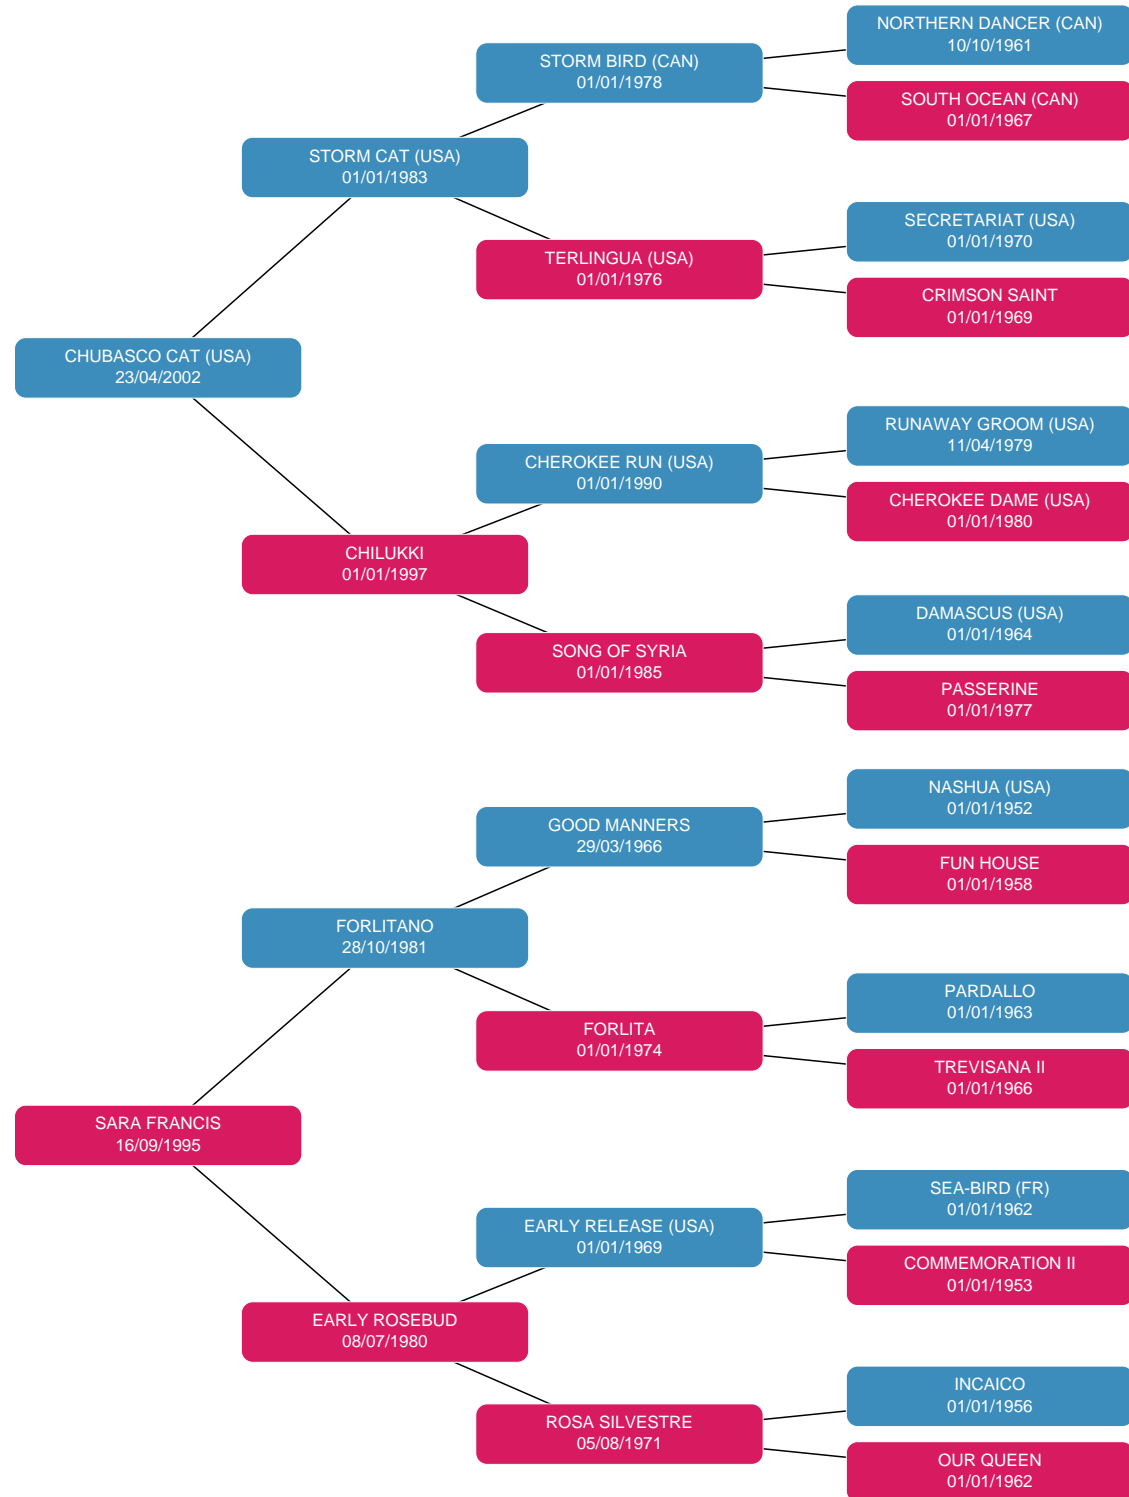 NORTHERN DANCER (CAN)
10/10/1961
STORM BIRD (CAN)
01/01/1978
SOUTH OCEAN (CAN)
01/01/1967
STORM CAT (USA)
01/01/1983
SECRETARIAT (USA)
01/01/1970
TERLINGUA (USA)
01/01/1976
CRIMSON SAINT
01/01/1969
CHUBASCO CAT (USA)
23/04/2002
RUNAWAY GROOM (USA)
11/04/1979
CHEROKEE RUN (USA)
01/01/1990
CHEROKEE DAME (USA)
01/01/1980
CHILUKKI
01/01/1997
DAMASCUS (USA)
01/01/1964
SONG OF SYRIA
01/01/1985
PASSERINE
01/01/1977
NASHUA (USA)
01/01/1952
GOOD MANNERS
29/03/1966
FUN HOUSE
01/01/1958
FORLITANO
28/10/1981
PARDALLO
01/01/1963
FORLITA
01/01/1974
TREVISANA II
01/01/1966
SARA FRANCIS
16/09/1995
SEA-BIRD (FR)
01/01/1962
EARLY RELEASE (USA)
01/01/1969
COMMEMORATION II
01/01/1953
EARLY ROSEBUD
08/07/1980
INCAICO
01/01/1956
ROSA SILVESTRE
05/08/1971
OUR QUEEN
01/01/1962